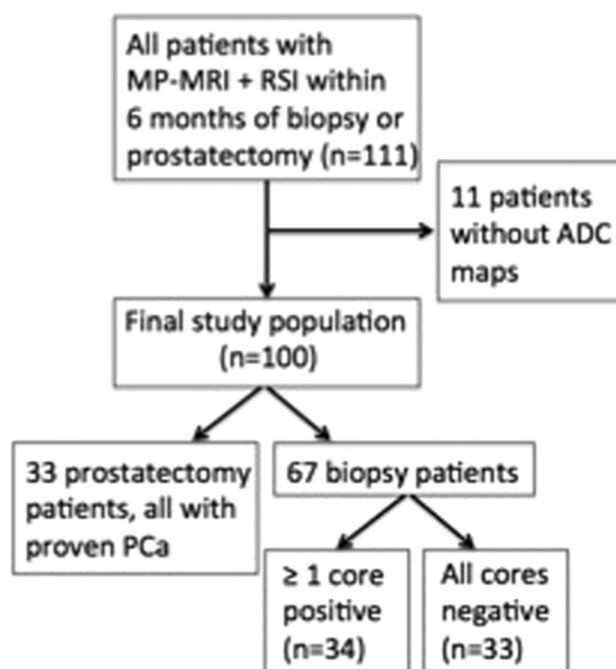 All patients with
MP-MRI + RSI within
6 months of biopsy or
prostatectomy (n=111)
11 patients
without ADC
maps
Final study population
(n=100)
33 prostatectomy
patients, all with
proven PCa
67 biopsy patients
≥ 1 core
positive
(n=34)
All cores
negative
(n=33)